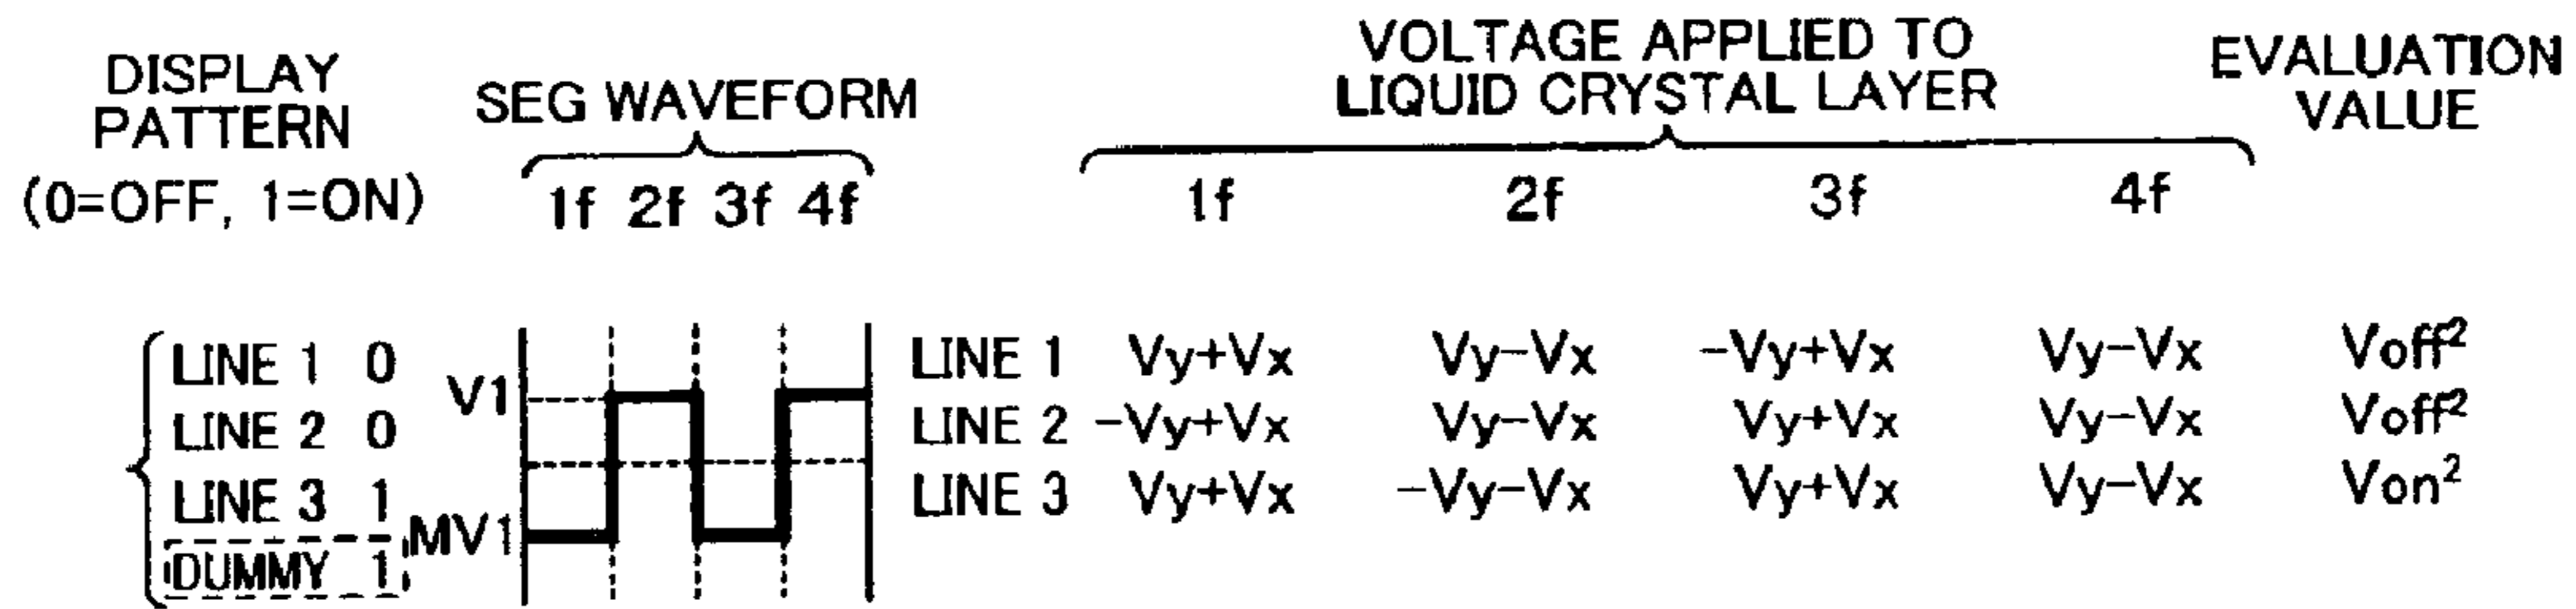 DISPLAY
PATTERN
(0=OFF, 1=ON)
SEG WAVEFORM
1f 2f 3f 4f
VOLTAGE APPLIED TO
LIQUID CRYSTAL LAYER
1f 2f 3f 4f
EVALUATION
VALUE
LINE 1 0
LINE 2 0
LINE 3 1
DUMMY 1
V1
MV1
LINE 1 Vy+Vx Vy-Vx -Vy+Vx Vy-Vx Voff²
LINE 2 -Vy+Vx Vy-Vx Vy+Vx Vy-Vx Voff²
LINE 3 Vy+Vx -Vy-Vx Vy+Vx Vy-Vx Von²